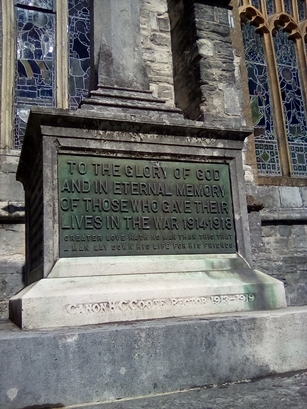 TO THE GLORY OF GOD
AND IN ETERNAL MEMORY
OF THOSE WHO GAVE THEIR
LIVES IN THE WAR 1914-1918
GREATER LOVE HATH NO MAN THAN THIS THAT
A MAN LAY DOWN HIS LIFE FOR HIS FRIENDS
CANON H.C. RECTOR 1913-1919